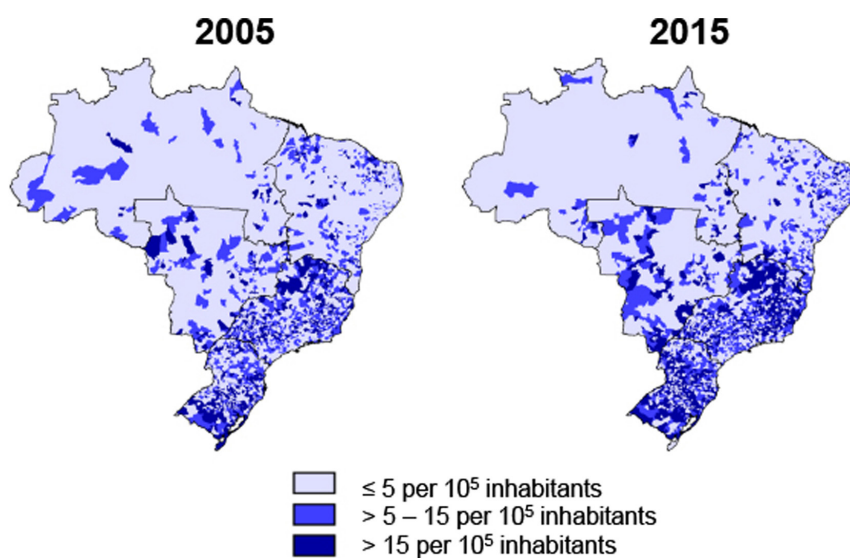 2005
2015
≤ 5 per 10⁵ inhabitants
> 5 – 15 per 10⁵ inhabitants
> 15 per 10⁵ inhabitants